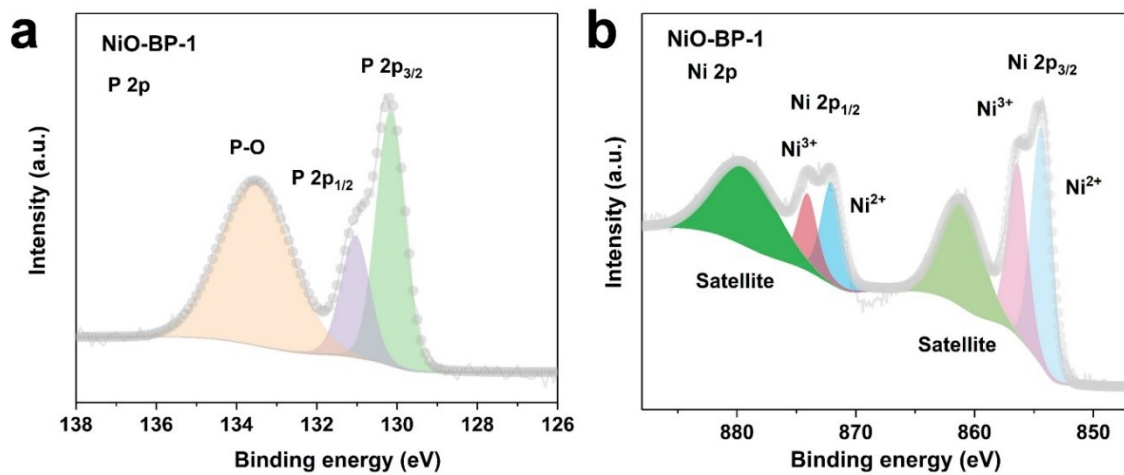 a
NiO-BP-1
P 2p
P 2p3/2
P-O
P 2p1/2
Intensity (a.u.)
138 136 134 132 130 128 126
Binding energy (eV)
b
NiO-BP-1
Ni 2p
Ni 2p3/2
Ni3+
Ni 2p1/2
Ni3+
Ni2+
Ni2+
Satellite
Satellite
Intensity (a.u.)
880 870 860 850
Binding energy (eV)